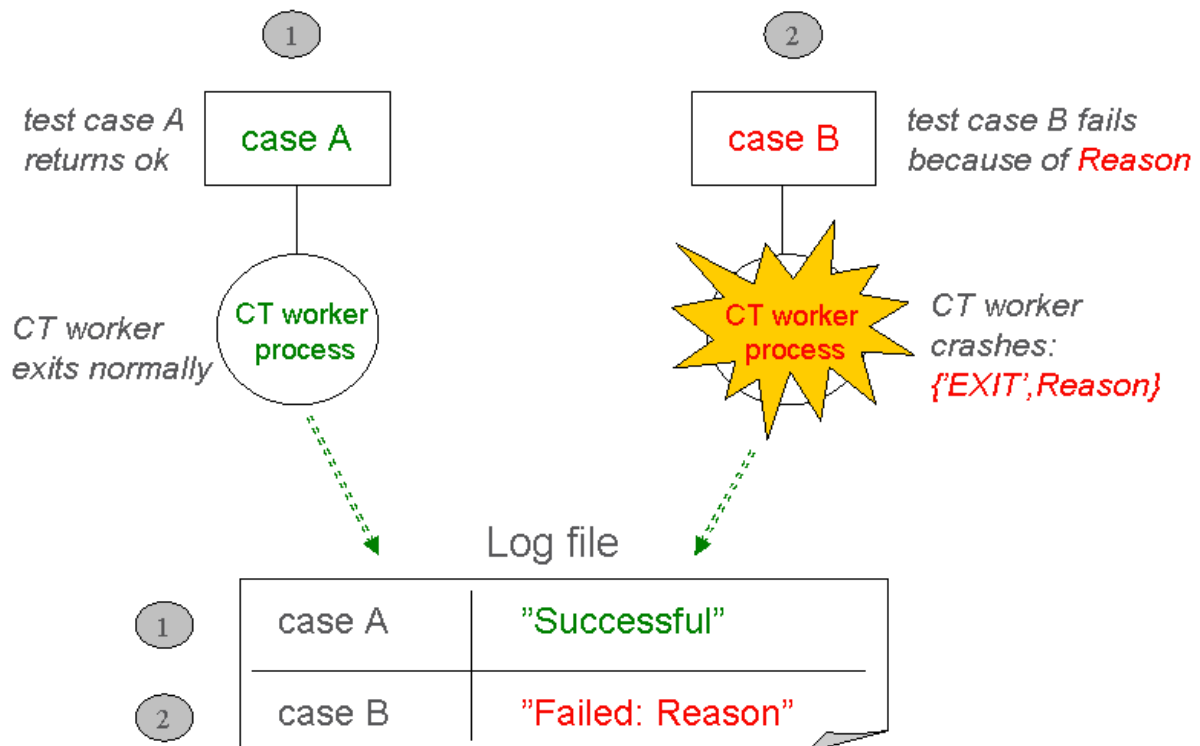 1
2
test case A
returns ok
case A
case B
test case B fails
because of Reason
CT worker
exits normally
CT worker
process
CT worker
process
CT worker
crashes:
{'EXIT',Reason}
Log file
1
case A
”Successful”
2
case B
”Failed: Reason”